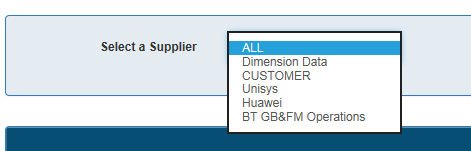 Select a Supplier
ALL
Dimension Data
CUSTOMER
Unisys
Huawei
BT GB&FM Operations